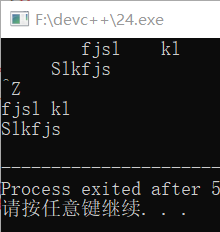 F:\devc++\24.exe
fjsl    kl
Slkfjs
^Z
fjsl kl
Slkfjs
--------------------------------
Process exited after 5
请按任意键继续. . .